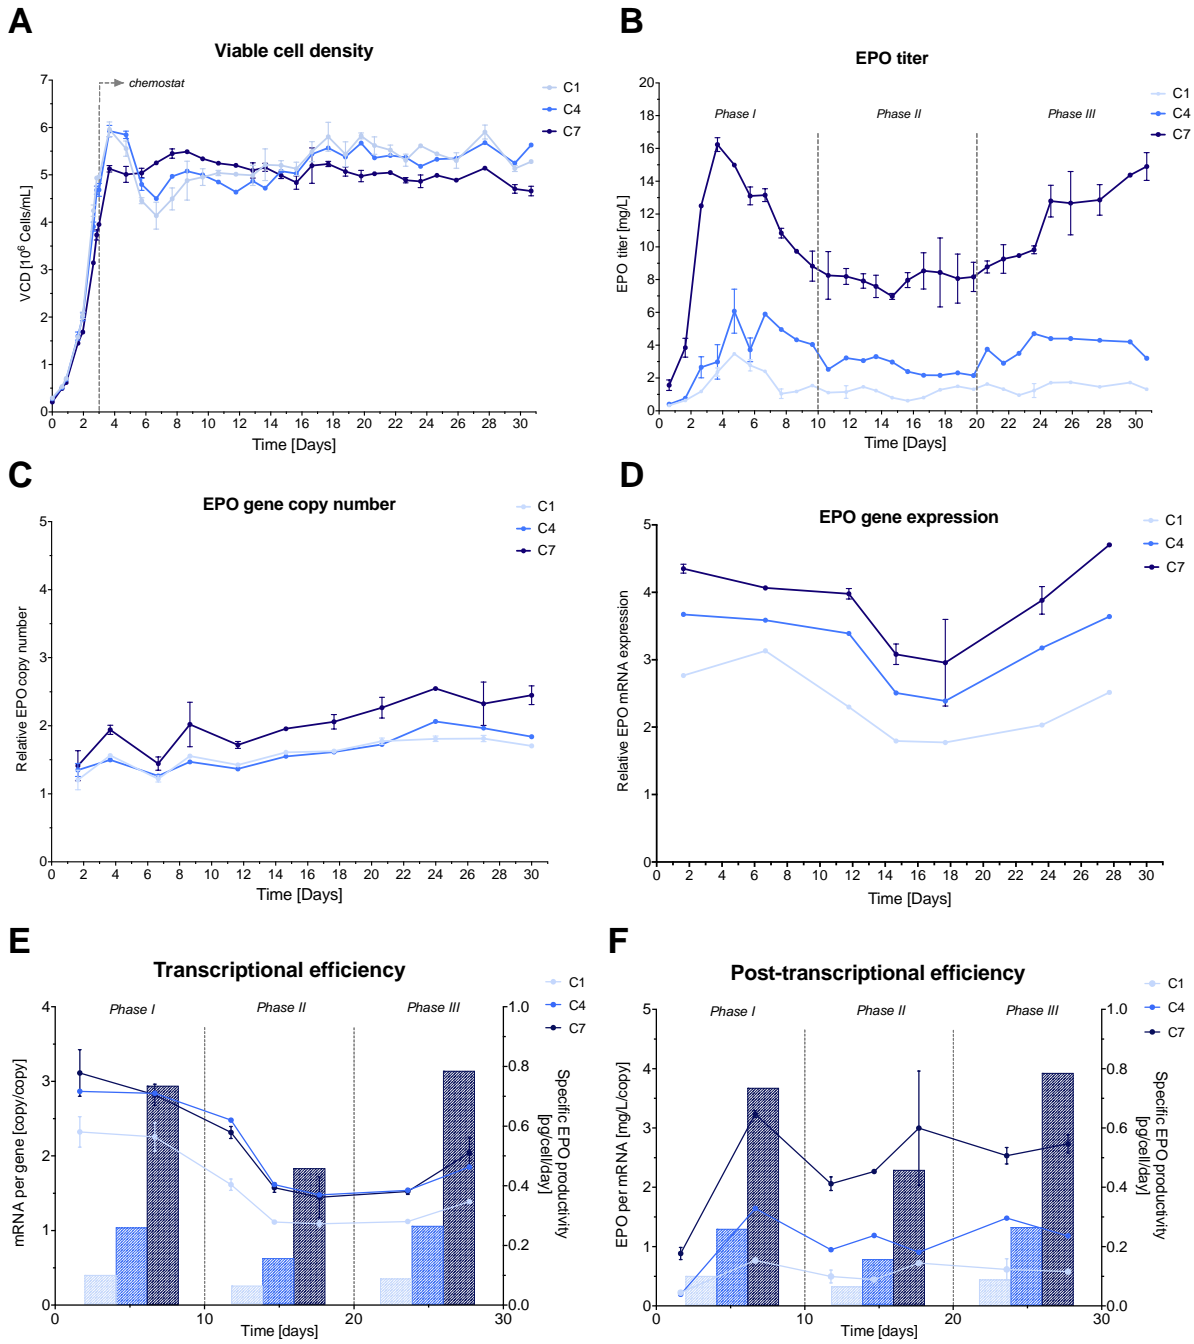 A
Viable cell density
chemostat
C1
C4
C7
VCD [10⁶ Cells/mL]
7
6
5
4
3
2
1
0
0 2 4 6 8 10 12 14 16 18 20 22 24 26 28 30
Time [Days]
B
EPO titer
Phase I
Phase II
Phase III
C1
C4
C7
EPO titer [mg/L]
20
18
16
14
12
10
8
6
4
2
0
0 2 4 6 8 10 12 14 16 18 20 22 24 26 28 30
Time [Days]
C
EPO gene copy number
C1
C4
C7
Relative EPO copy number
5
4
3
2
1
0
0 2 4 6 8 10 12 14 16 18 20 22 24 26 28 30
Time [Days]
D
EPO gene expression
C1
C4
C7
Relative EPO mRNA expression
5
4
3
2
1
0
0 2 4 6 8 10 12 14 16 18 20 22 24 26 28 30
Time [Days]
E
Transcriptional efficiency
C1
C4
C7
Phase I
Phase II
Phase III
mRNA per gene [copy/copy]
4
3
2
1
0
1.0
0.8
0.6
0.4
0.2
0.0
Specific EPO productivity
[pg/cell/day]
0 10 20 30
Time [days]
F
Post-transcriptional efficiency
C1
C4
C7
Phase I
Phase II
Phase III
EPO per mRNA [mg/L/copy]
5
4
3
2
1
0
1.0
0.8
0.6
0.4
0.2
0.0
Specific EPO productivity
[pg/cell/day]
0 10 20 30
Time [days]